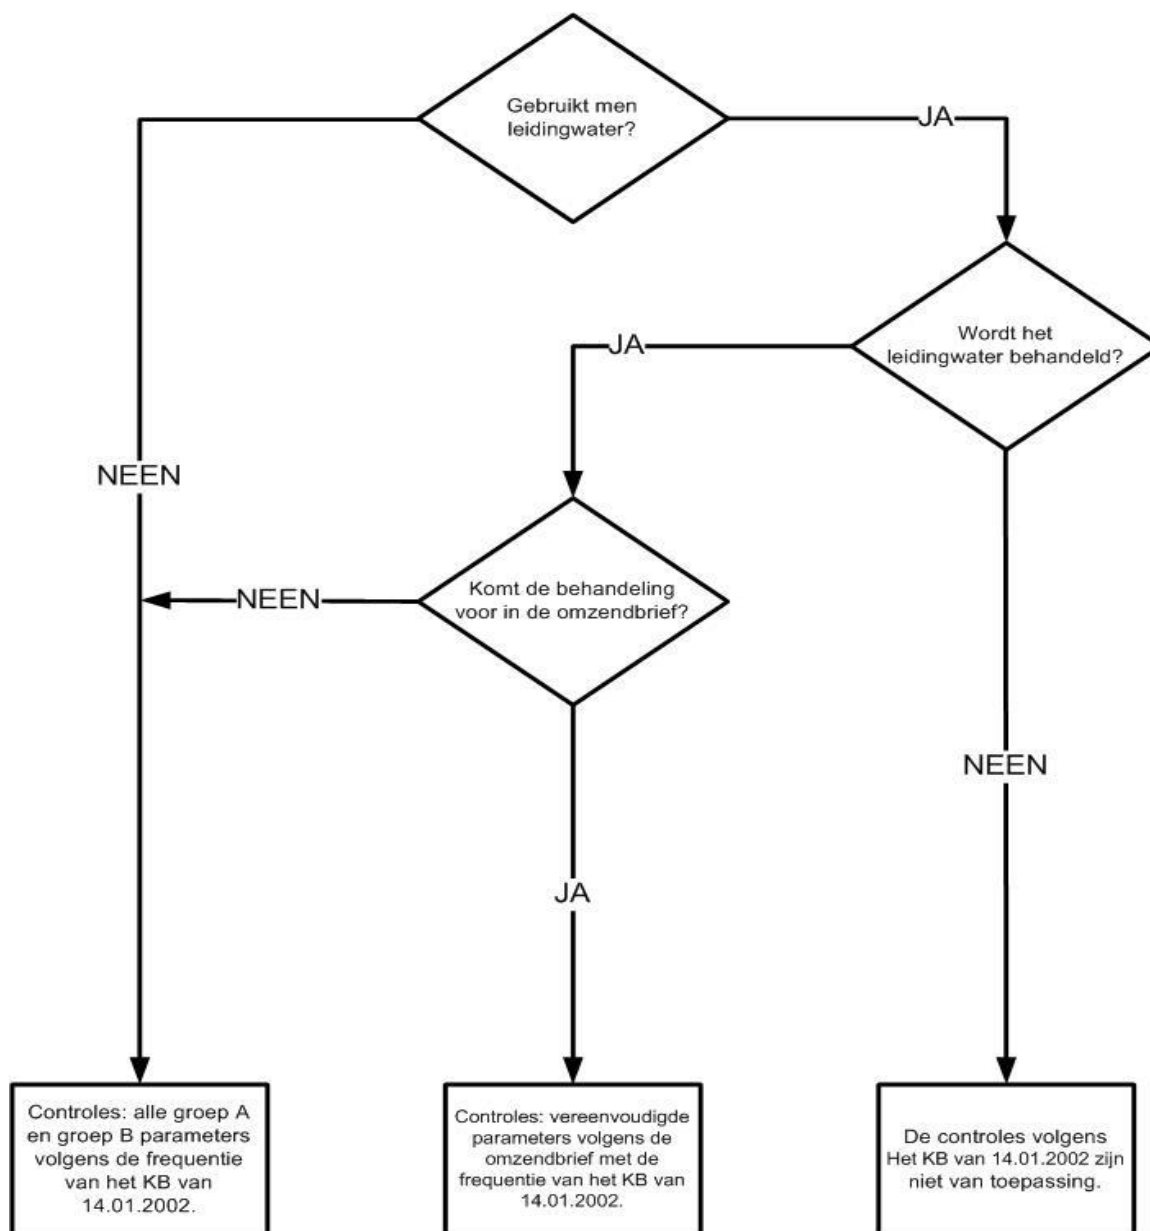 Gebruikt men
leidingwater?
JA
Wordt het
leidingwater behandeld?
JA
NEEN
Komt de behandeling
voor in de omzendbrief?
NEEN
NEEN
JA
Controles: alle groep A
en groep B parameters
volgens de frequentie
van het KB van
14.01.2002.
Controles: vereenvoudigde
parameters volgens de
omzendbrief met de
frequentie van het KB van
14.01.2002.
De controles volgens
Het KB van 14.01.2002 zijn
niet van toepassing.